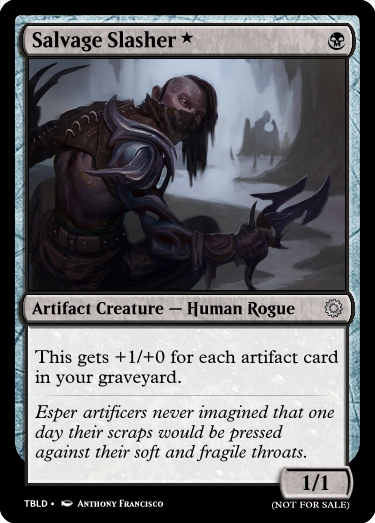 Salvage Slasher ★
Artifact Creature — Human Rogue
This gets +1/+0 for each artifact card
in your graveyard.
Esper artificers never imagined that one
day their scraps would be pressed
against their soft and fragile throats.
1/1
TBLD • Anthony Francisco
(NOT FOR SALE)